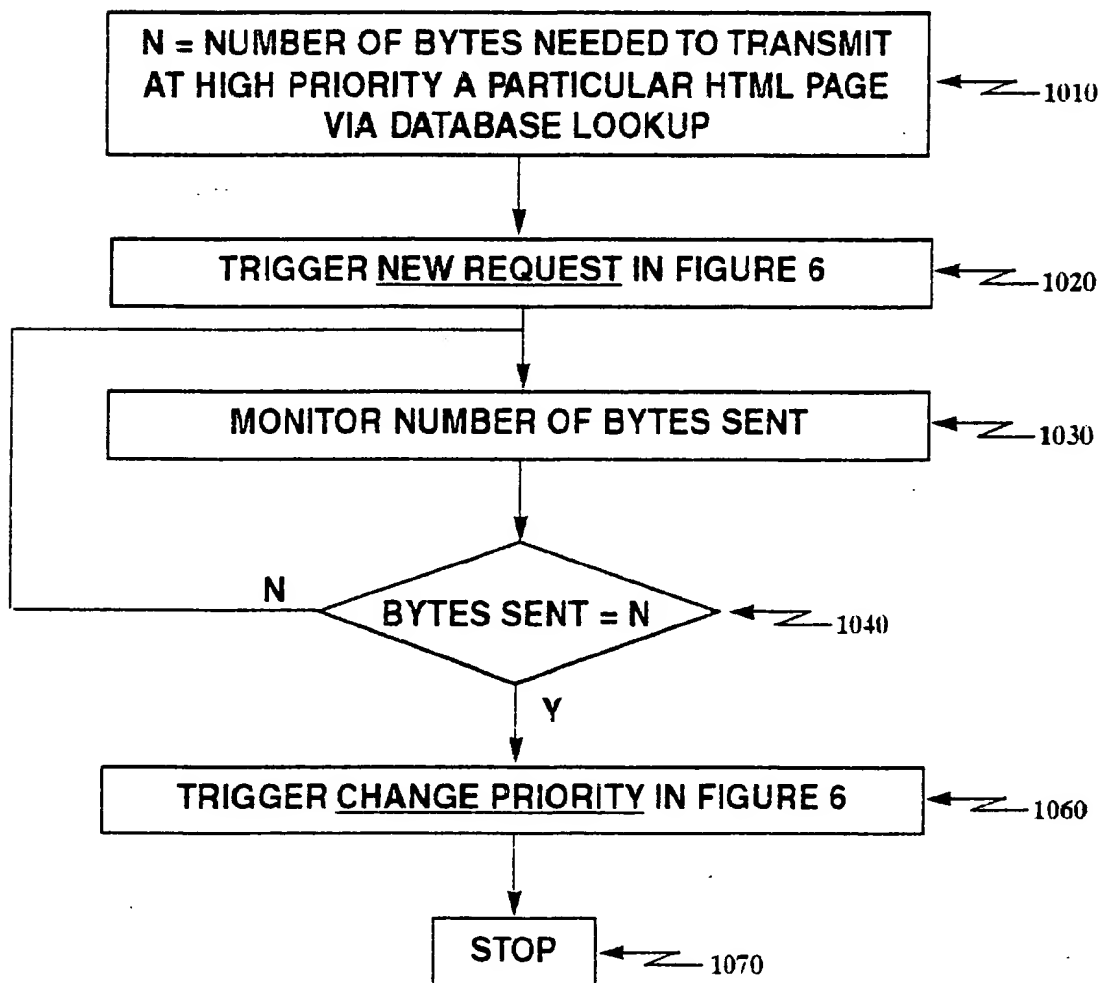 N = NUMBER OF BYTES NEEDED TO TRANSMIT
AT HIGH PRIORITY A PARTICULAR HTML PAGE
VIA DATABASE LOOKUP
1010
TRIGGER NEW REQUEST IN FIGURE 6
1020
MONITOR NUMBER OF BYTES SENT
1030
N
BYTES SENT = N
1040
Y
TRIGGER CHANGE PRIORITY IN FIGURE 6
1060
STOP
1070